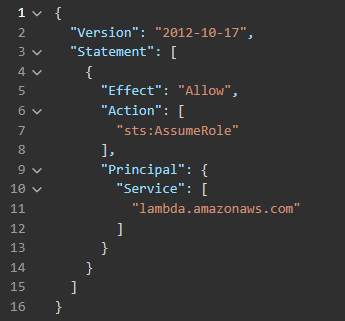 1 {
2 "Version": "2012-10-17",
3 "Statement": [
4 {
5 "Effect": "Allow",
6 "Action": [
7 "sts:AssumeRole"
8 ],
9 "Principal": {
10 "Service": [
11 "lambda.amazonaws.com"
12 ]
13 }
14 }
15 ]
16 }